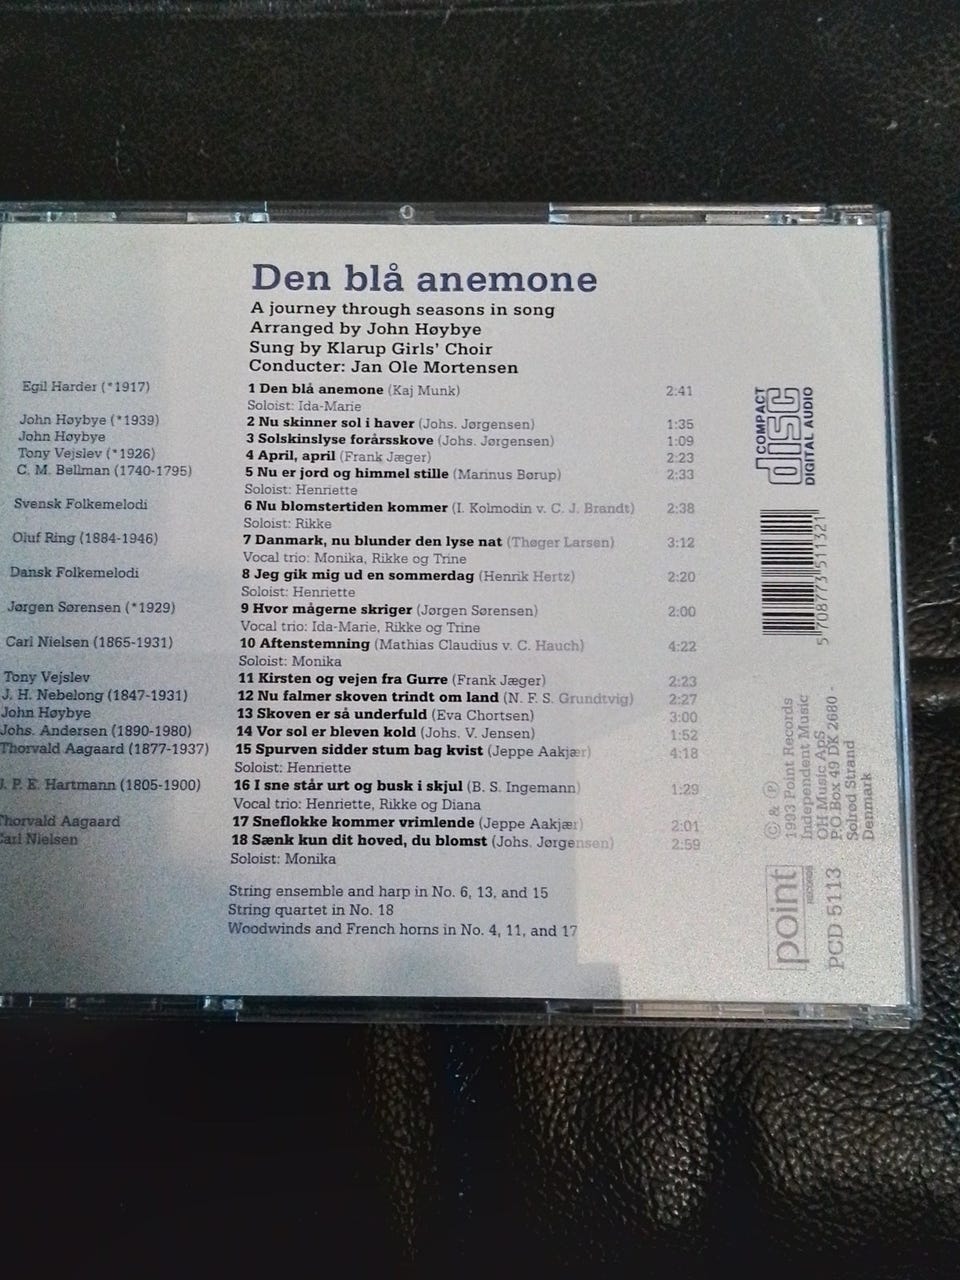 Den blå anemone
A journey through seasons in song
Arranged by John Høybye
Sung by Klarup Girls' Choir
Conducter: Jan Ole Mortensen
Egil Harder (*1917) 1 Den blå anemone (Kaj Munk) 2:41
Soloist: Ida-Marie
John Høybye (*1939) 2 Nu skinner sol i haver (Johs. Jørgensen) 1:35
John Høybye 3 Solskinslyse forårsskove (Johs. Jørgensen) 1:09
Tony Vejslev (*1926) 4 April, april (Frank Jæger) 2:23
C. M. Bellman (1740-1795) 5 Nu er jord og himmel stille (Marinus Børup) 2:33
Soloist: Henriette
Svensk Folkemelodi 6 Nu blomstertiden kommer (I. Kolmodin v. C. J. Brandt) 2:38
Soloist: Rikke
Oluf Ring (1884-1946) 7 Danmark, nu blunder den lyse nat (Thøger Larsen) 3:12
Vocal trio: Monika, Rikke og Trine
Dansk Folkemelodi 8 Jeg gik mig ud en sommerdag (Henrik Hertz) 2:20
Soloist: Henriette
Jørgen Sørensen (*1929) 9 Hvor mågerne skriger (Jørgen Sørensen) 2:00
Vocal trio: Ida-Marie, Rikke og Trine
Carl Nielsen (1865-1931) 10 Aftenstemning (Mathias Claudius v. C. Hauch) 4:22
Soloist: Monika
Tony Vejslev 11 Kirsten og vejen fra Gurre (Frank Jæger) 2:23
J. H. Nebelong (1847-1931) 12 Nu falmer skoven trindt om land (N. F. S. Grundtvig) 2:27
John Høybye 13 Skoven er så underfuld (Eva Chortsen) 3:00
Johs. Andersen (1890-1980) 14 Vor sol er bleven kold (Johs. V. Jensen) 1:52
Thorvald Aagaard (1877-1937) 15 Spurven sidder stum bag kvist (Jeppe Aakjær) 4:18
Soloist: Henriette
J. P. E. Hartmann (1805-1900) 16 I sne står urt og busk i skjul (B. S. Ingemann) 1:29
Vocal trio: Henriette, Rikke og Diana
Thorvald Aagaard 17 Sneflokke kommer vrimlende (Jeppe Aakjær) 2:01
Carl Nielsen 18 Sænk kun dit hoved, du blomst (Johs. Jørgensen) 2:59
Soloist: Monika
String ensemble and harp in No. 6, 13, and 15
String quartet in No. 18
Woodwinds and French horns in No. 4, 11, and 17
COMPACT
disc
DIGITAL AUDIO
5 708773 511321
© & ℗
1993 Point Records
Independent Music
OH Music ApS
P.O. Box 49 DK 2680 -
Solrød Strand
Denmark
point
RECORDS
PCD 5113